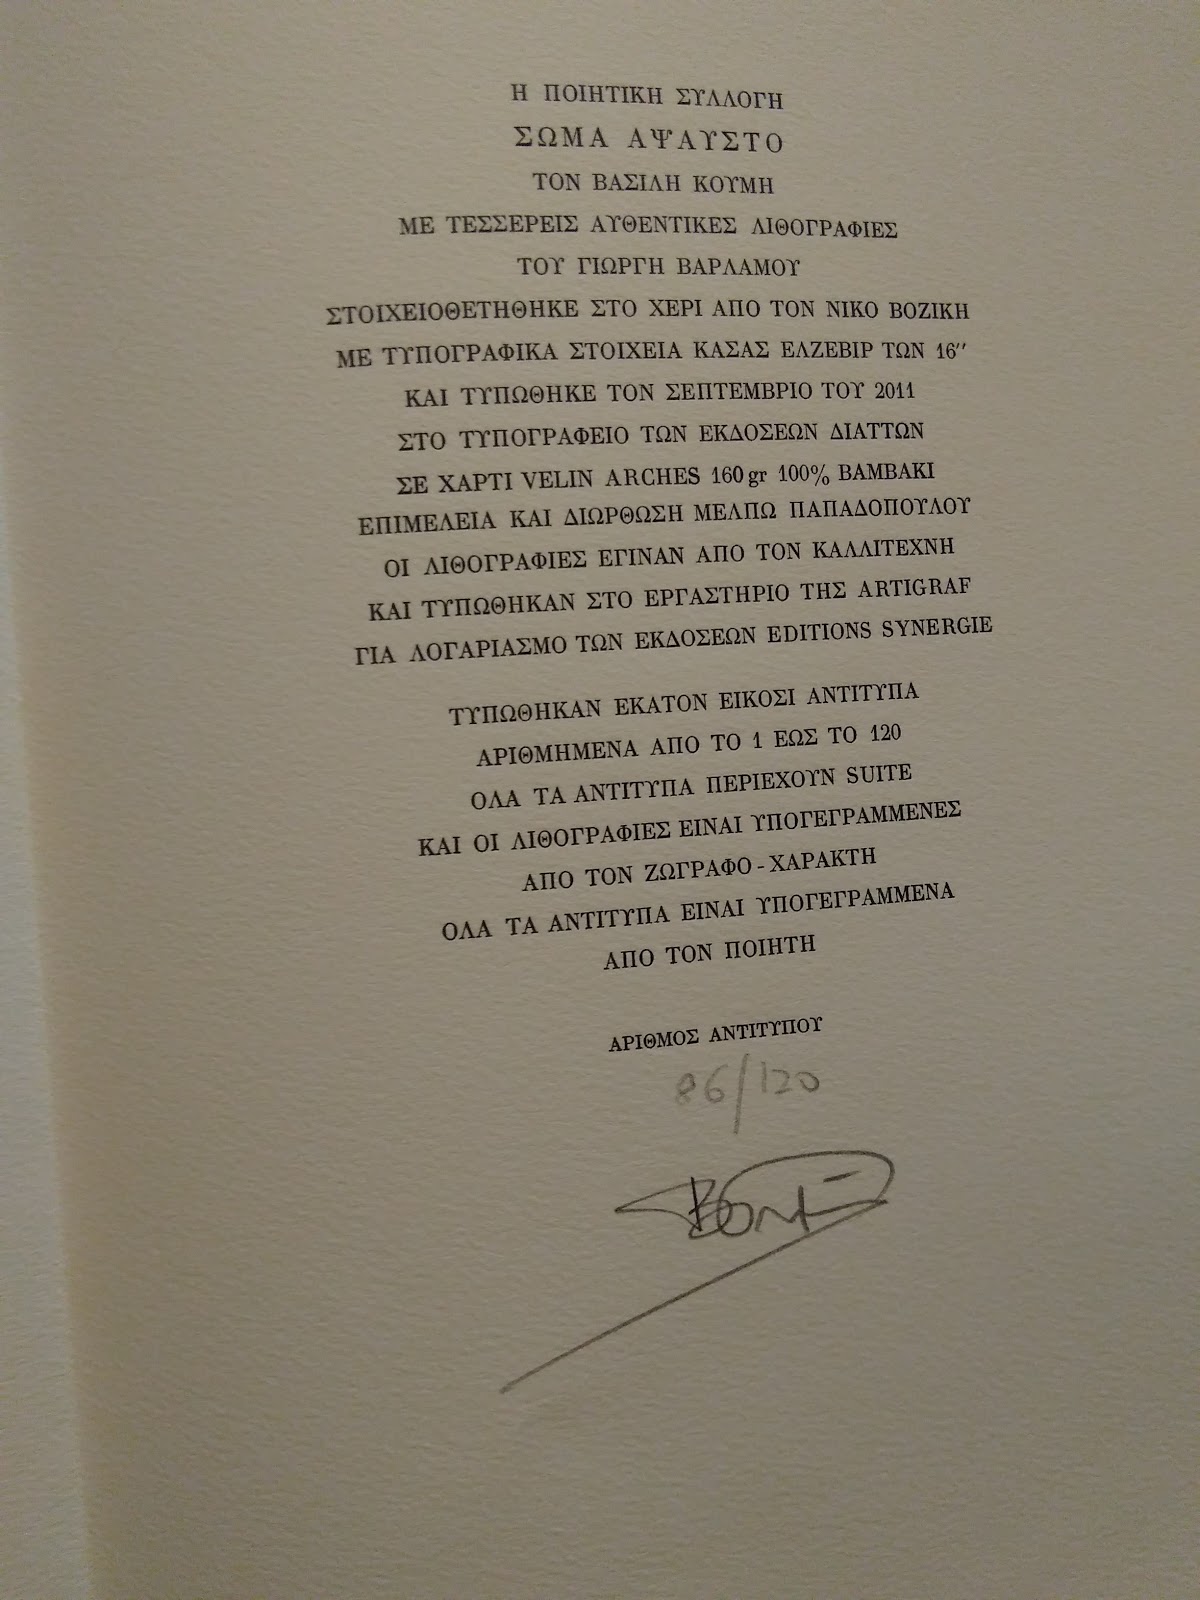 Η ΠΟΙΗΤΙΚΗ ΣΥΛΛΟΓΗ
ΣΩΜΑ ΑΨΑΥΣΤΟ
ΤΟΝ ΒΑΣΙΛΗ ΚΟΥΜΗ
ΜΕ ΤΕΣΣΕΡΕΙΣ ΑΥΘΕΝΤΙΚΕΣ ΛΙΘΟΓΡΑΦΙΕΣ
ΤΟΥ ΓΙΩΡΓΗ ΒΑΡΛΑΜΟΥ
ΣΤΟΙΧΕΙΟΘΕΤΗΘΗΚΕ ΣΤΟ ΧΕΡΙ ΑΠΟ ΤΟΝ ΝΙΚΟ ΒΟΖΙΚΗ
ΜΕ ΤΥΠΟΓΡΑΦΙΚΑ ΣΤΟΙΧΕΙΑ ΚΑΣΑΣ ΕΛΖΕΒΙΡ ΤΩΝ 16''
ΚΑΙ ΤΥΠΩΘΗΚΕ ΤΟΝ ΣΕΠΤΕΜΒΡΙΟ ΤΟΥ 2011
ΣΤΟ ΤΥΠΟΓΡΑΦΕΙΟ ΤΩΝ ΕΚΔΟΣΕΩΝ ΔΙΑΤΤΩΝ
ΣΕ ΧΑΡΤΙ VELIN ARCHES 160 gr 100% ΒΑΜΒΑΚΙ
ΕΠΙΜΕΛΕΙΑ ΚΑΙ ΔΙΩΡΘΩΣΗ ΜΕΛΠΩ ΠΑΠΑΔΟΠΟΥΛΟΥ
ΟΙ ΛΙΘΟΓΡΑΦΙΕΣ ΕΓΙΝΑΝ ΑΠΟ ΤΟΝ ΚΑΛΛΙΤΕΧΝΗ
ΚΑΙ ΤΥΠΩΘΗΚΑΝ ΣΤΟ ΕΡΓΑΣΤΗΡΙΟ ΤΗΣ ARTIGRAF
ΓΙΑ ΛΟΓΑΡΙΑΣΜΟ ΤΩΝ ΕΚΔΟΣΕΩΝ EDITIONS SYNERGIE
ΤΥΠΩΘΗΚΑΝ ΕΚΑΤΟΝ ΕΙΚΟΣΙ ΑΝΤΙΤΥΠΑ
ΑΡΙΘΜΗΜΕΝΑ ΑΠΟ ΤΟ 1 ΕΩΣ ΤΟ 120
ΟΛΑ ΤΑ ΑΝΤΙΤΥΠΑ ΠΕΡΙΕΧΟΥΝ SUITE
ΚΑΙ ΟΙ ΛΙΘΟΓΡΑΦΙΕΣ ΕΙΝΑΙ ΥΠΟΓΕΓΡΑΜΜΕΝΕΣ
ΑΠΟ ΤΟΝ ΖΩΓΡΑΦΟ - ΧΑΡΑΚΤΗ
ΟΛΑ ΤΑ ΑΝΤΙΤΥΠΑ ΕΙΝΑΙ ΥΠΟΓΕΓΡΑΜΜΕΝΑ
ΑΠΟ ΤΟΝ ΠΟΙΗΤΗ
ΑΡΙΘΜΟΣ ΑΝΤΙΤΥΠΟΥ
86/120